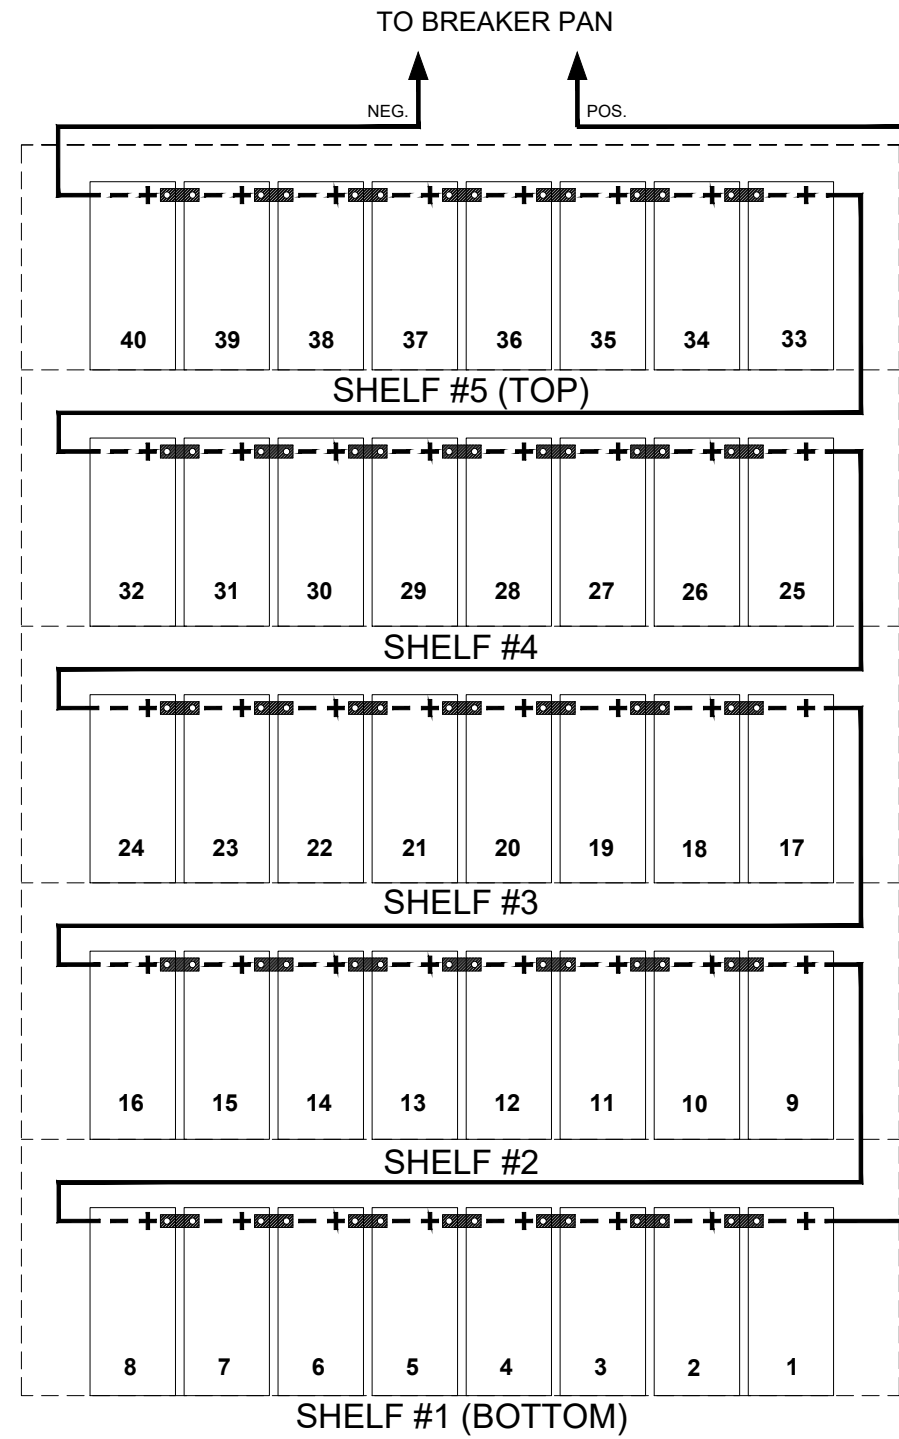 TO BREAKER PAN
NEG. POS.
40 39 38 37 36 35 34 33
SHELF #5 (TOP)
32 31 30 29 28 27 26 25
SHELF #4
24 23 22 21 20 19 18 17
SHELF #3
16 15 14 13 12 11 10 9
SHELF #2
8 7 6 5 4 3 2 1
SHELF #1 (BOTTOM)